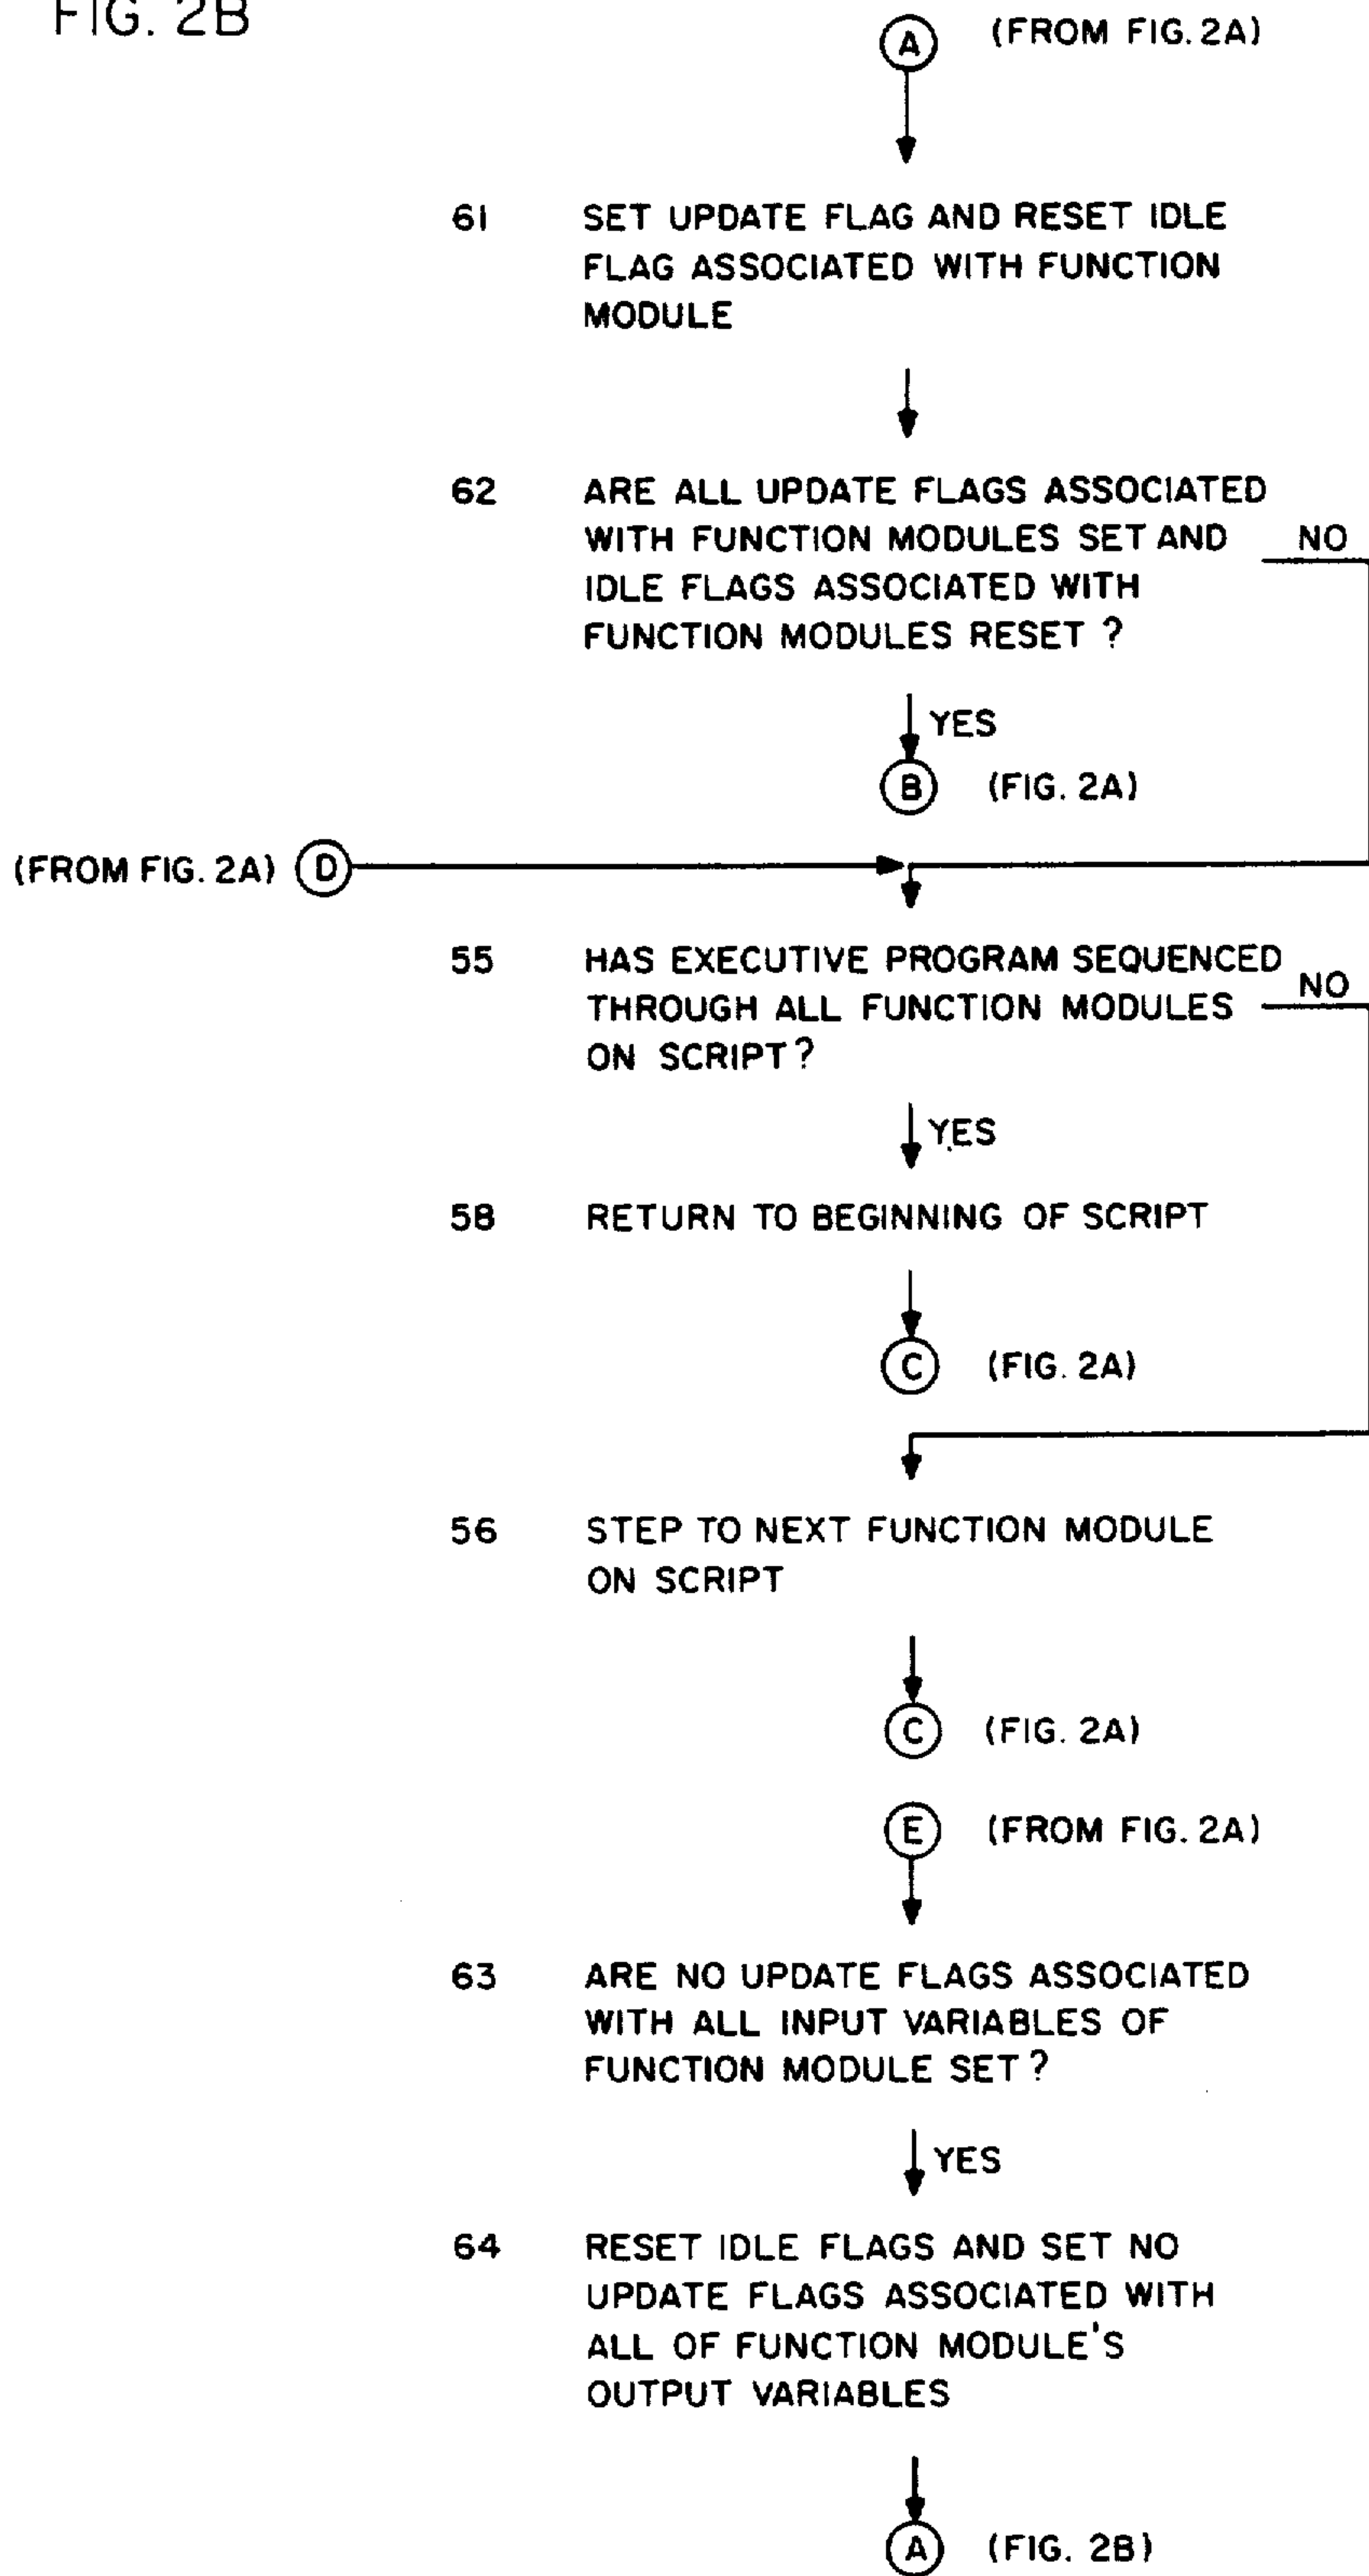 FIG. 2B
A (FROM FIG. 2A)
61 SET UPDATE FLAG AND RESET IDLE
FLAG ASSOCIATED WITH FUNCTION
MODULE
62 ARE ALL UPDATE FLAGS ASSOCIATED
WITH FUNCTION MODULES SET AND NO
IDLE FLAGS ASSOCIATED WITH
FUNCTION MODULES RESET ?
YES
B (FIG. 2A)
(FROM FIG. 2A) D
55 HAS EXECUTIVE PROGRAM SEQUENCED
THROUGH ALL FUNCTION MODULES NO
ON SCRIPT?
YES
58 RETURN TO BEGINNING OF SCRIPT
C (FIG. 2A)
56 STEP TO NEXT FUNCTION MODULE
ON SCRIPT
C (FIG. 2A)
E (FROM FIG. 2A)
63 ARE NO UPDATE FLAGS ASSOCIATED
WITH ALL INPUT VARIABLES OF
FUNCTION MODULE SET ?
YES
64 RESET IDLE FLAGS AND SET NO
UPDATE FLAGS ASSOCIATED WITH
ALL OF FUNCTION MODULE'S
OUTPUT VARIABLES
A (FIG. 2B)